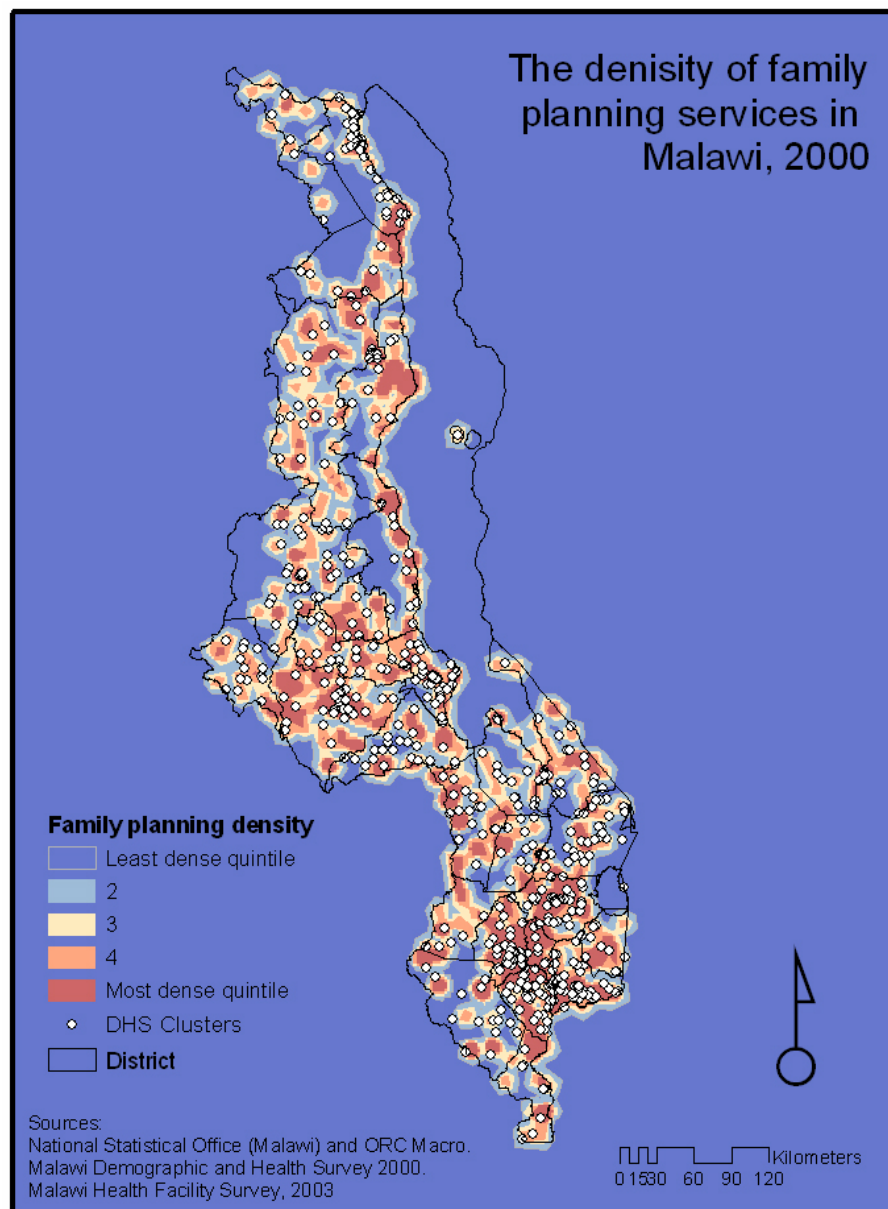 The denisity of family
planning services in
Malawi, 2000
Family planning density
Least dense quintile
2
3
4
Most dense quintile
DHS Clusters
District
Sources:
National Statistical Office (Malawi) and ORC Macro.
Malawi Demographic and Health Survey 2000.
Malawi Health Facility Survey, 2003
Kilometers
0 15 30 60 90 120